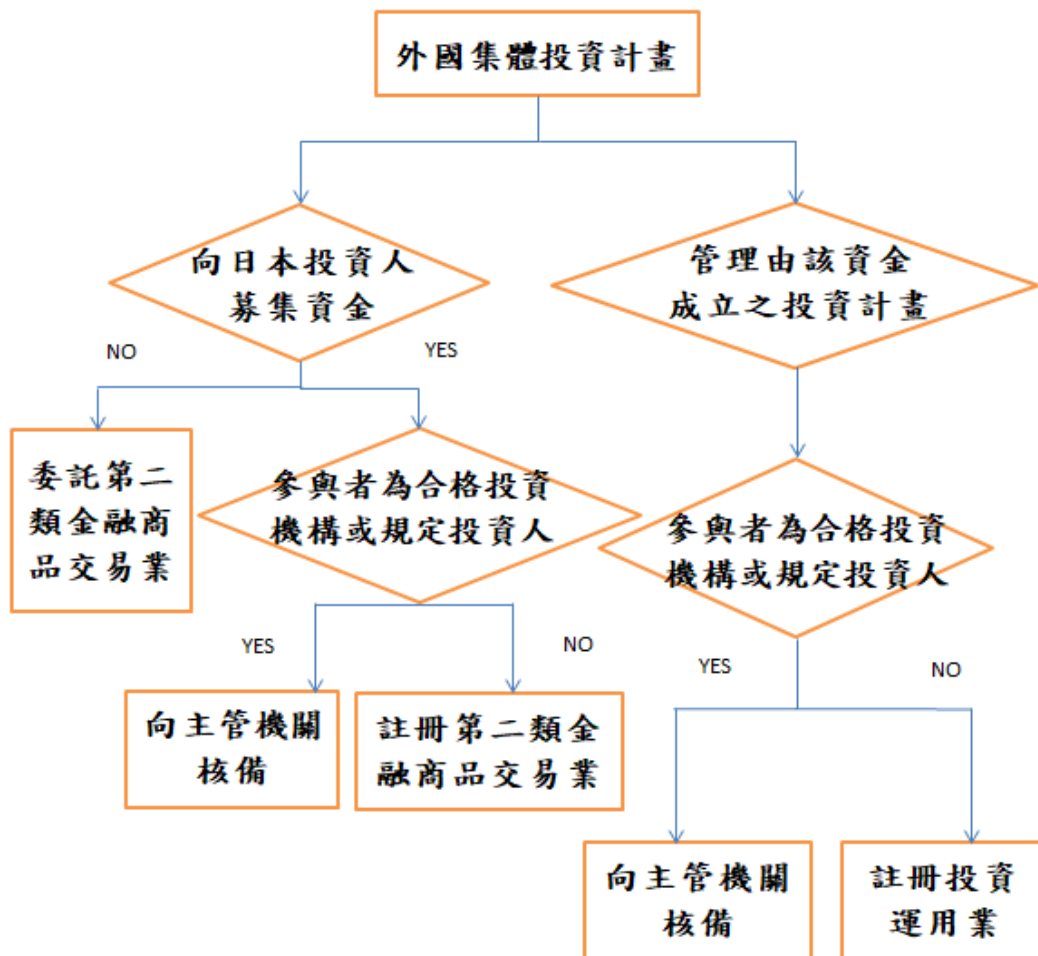 外國集體投資計畫
向日本投資人
募集資金
管理由該資金
成立之投資計畫
NO
YES
委託第二
類金融商
品交易業
參與者為合格投資
機構或規定投資人
參與者為合格投資
機構或規定投資人
YES
NO
YES
NO
向主管機關
核備
註冊第二類金
融商品交易業
向主管機關
核備
註冊投資
運用業